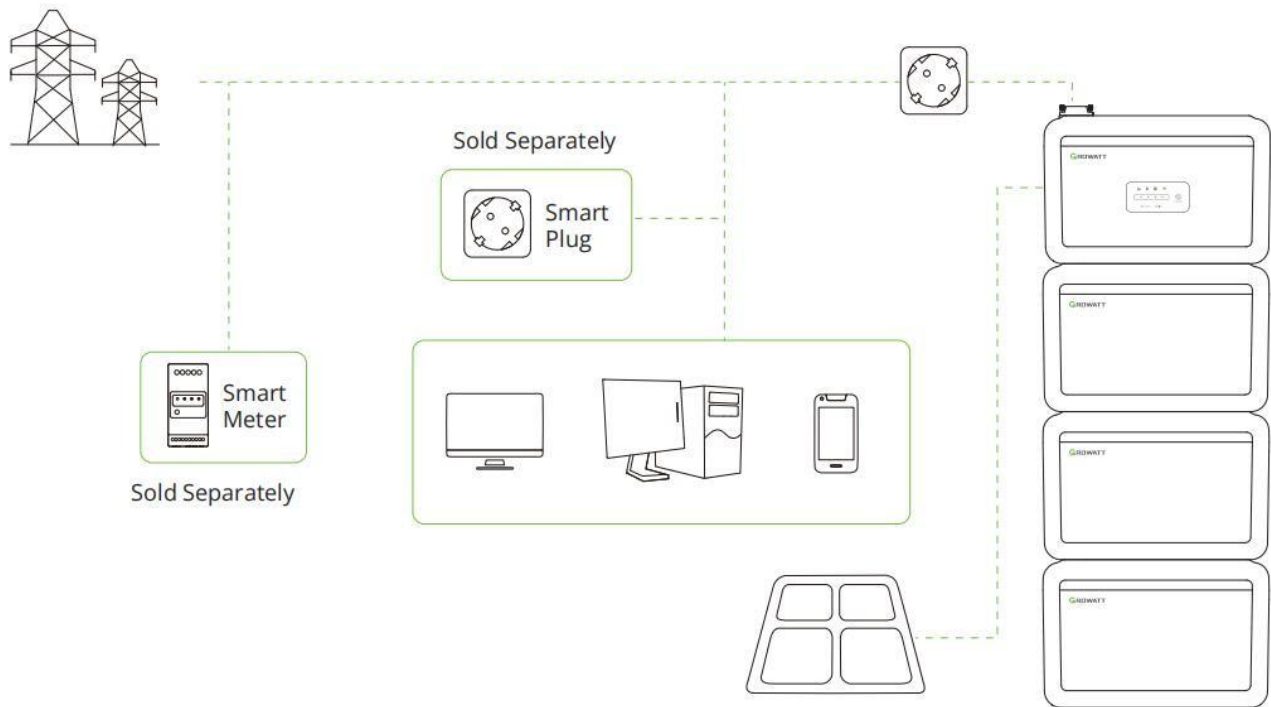 Sold Separately
Smart
Plug
GROWATT
GROWATT
Smart
Meter
Sold Separately
GROWATT
GROWATT